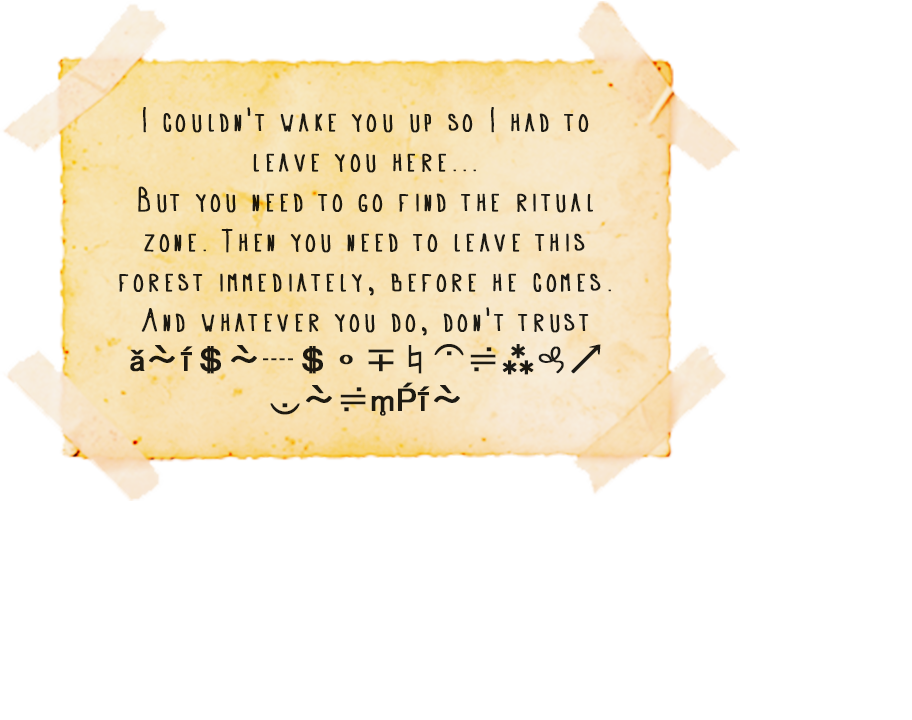 I couldn't wake you up so I had to
leave you here...
But you need to go find the ritual
zone. Then you need to leave this
forest immediately, before he comes.
And whatever you do, don't trust